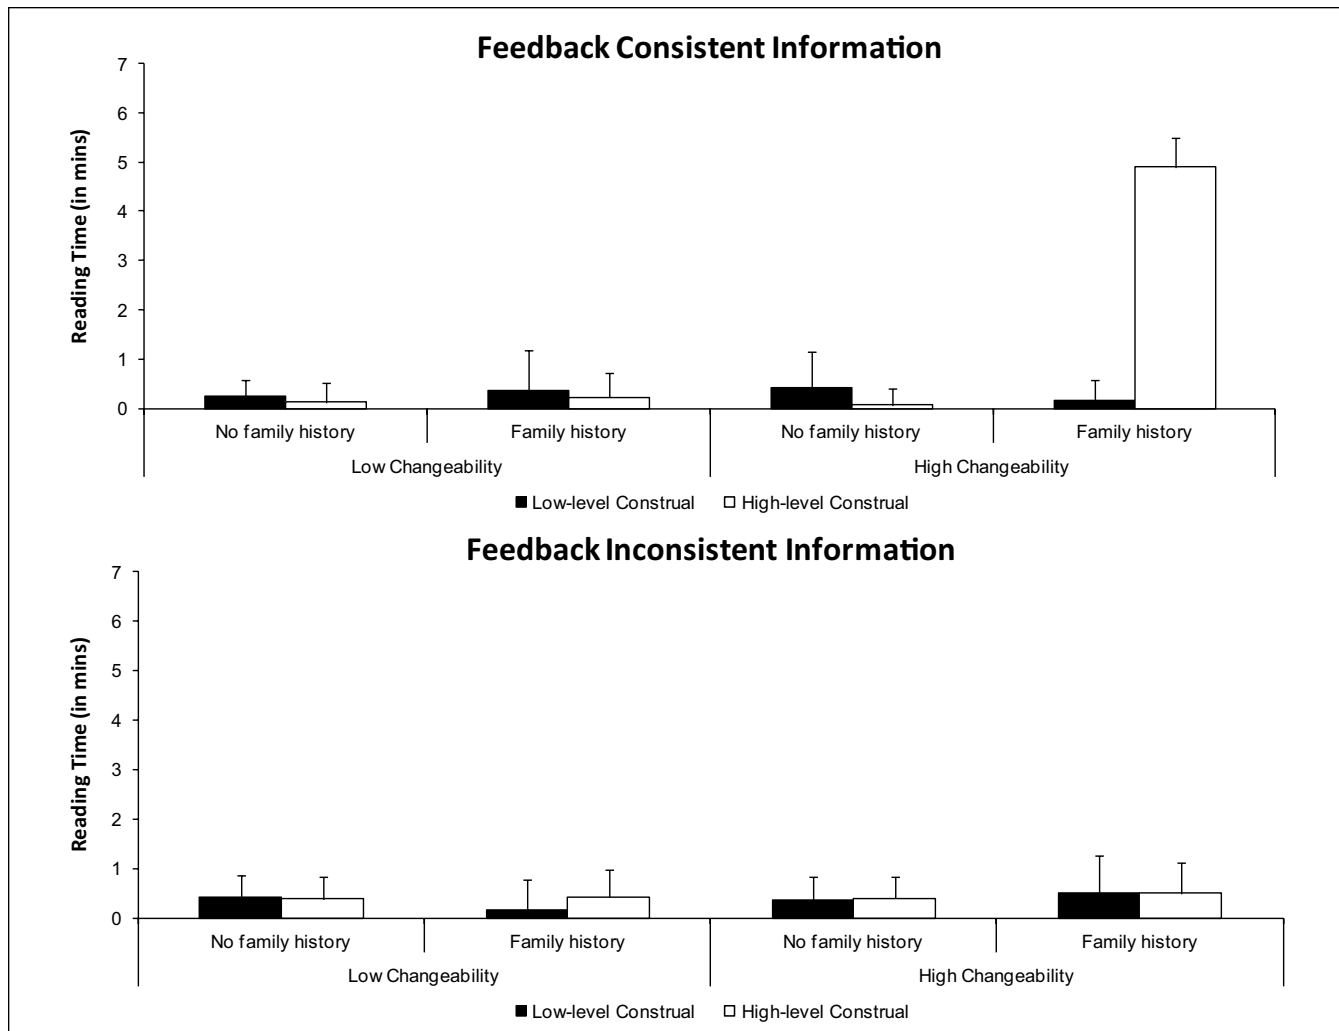 Feedback Consistent Information
7
6
5
4
3
2
1
0
Reading Time (in mins)
No family history Family history No family history Family history
Low Changeability High Changeability
Low-level Construal High-level Construal
Feedback Inconsistent Information
7
6
5
4
3
2
1
0
Reading Time (in mins)
No family history Family history No family history Family history
Low Changeability High Changeability
Low-level Construal High-level Construal